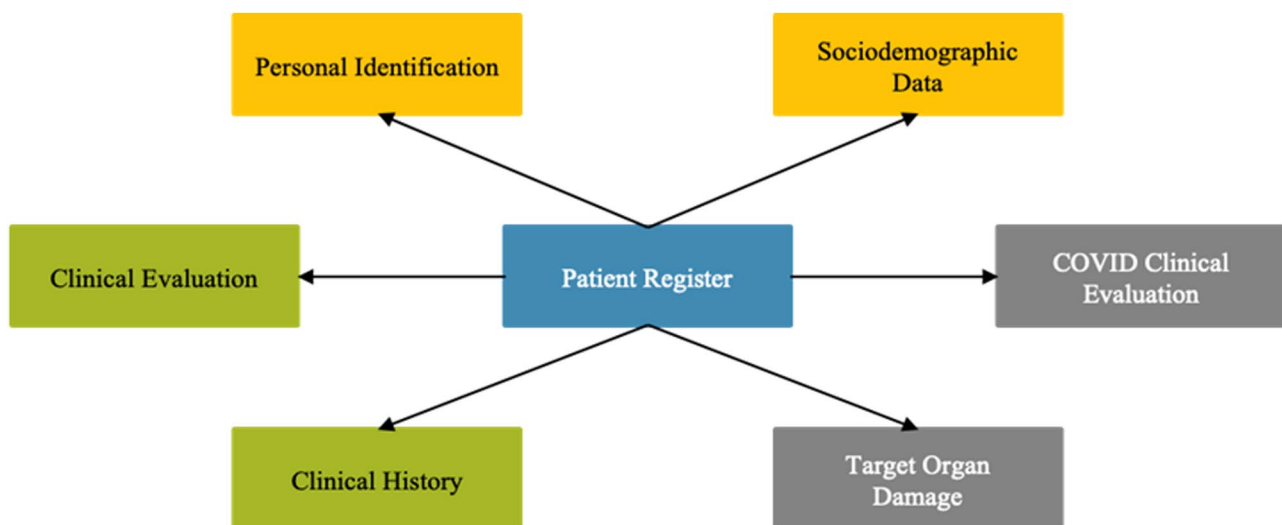 Personal Identification
Sociodemographic
Data
Clinical Evaluation
Patient Register
COVID Clinical
Evaluation
Clinical History
Target Organ
Damage